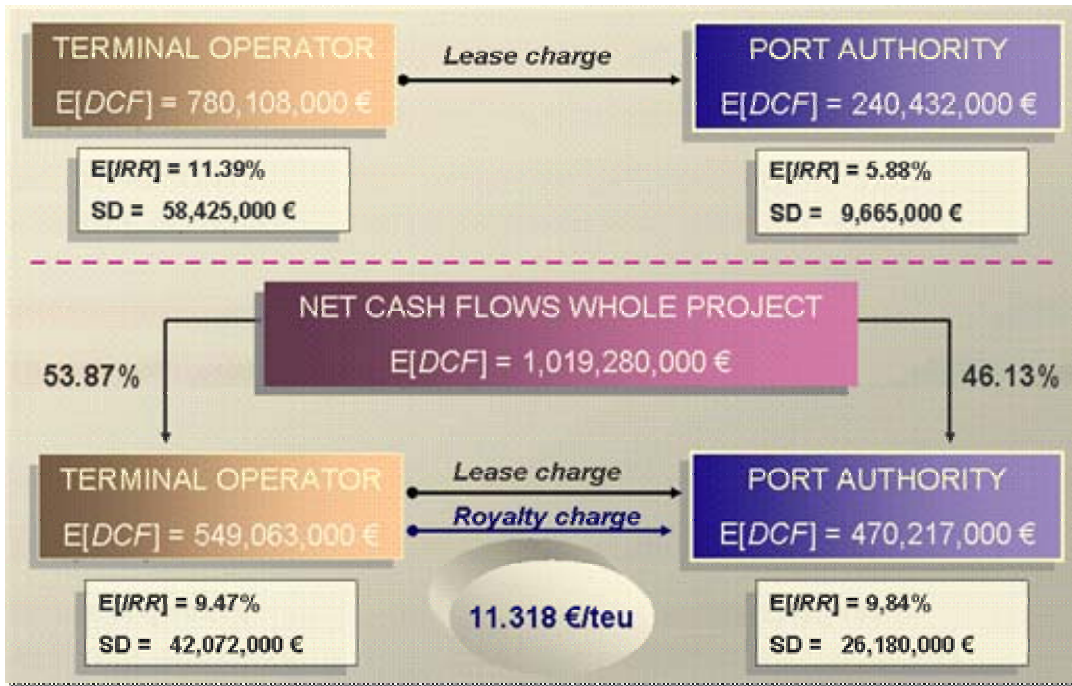 TERMINAL OPERATOR
E[DCF] = 780,108,000 €
Lease charge
PORT AUTHORITY
E[DCF] = 240,432,000 €
E[IRR] = 11.39%
SD = 58,425,000 €
E[IRR] = 5.88%
SD = 9,665,000 €
NET CASH FLOWS WHOLE PROJECT
E[DCF] = 1,019,280,000 €
53.87%
46.13%
TERMINAL OPERATOR
E[DCF] = 549,063,000 €
Lease charge
Royalty charge
PORT AUTHORITY
E[DCF] = 470,217,000 €
E[IRR] = 9.47%
SD = 42,072,000 €
11.318 €/teu
E[IRR] = 9,84%
SD = 26,180,000 €